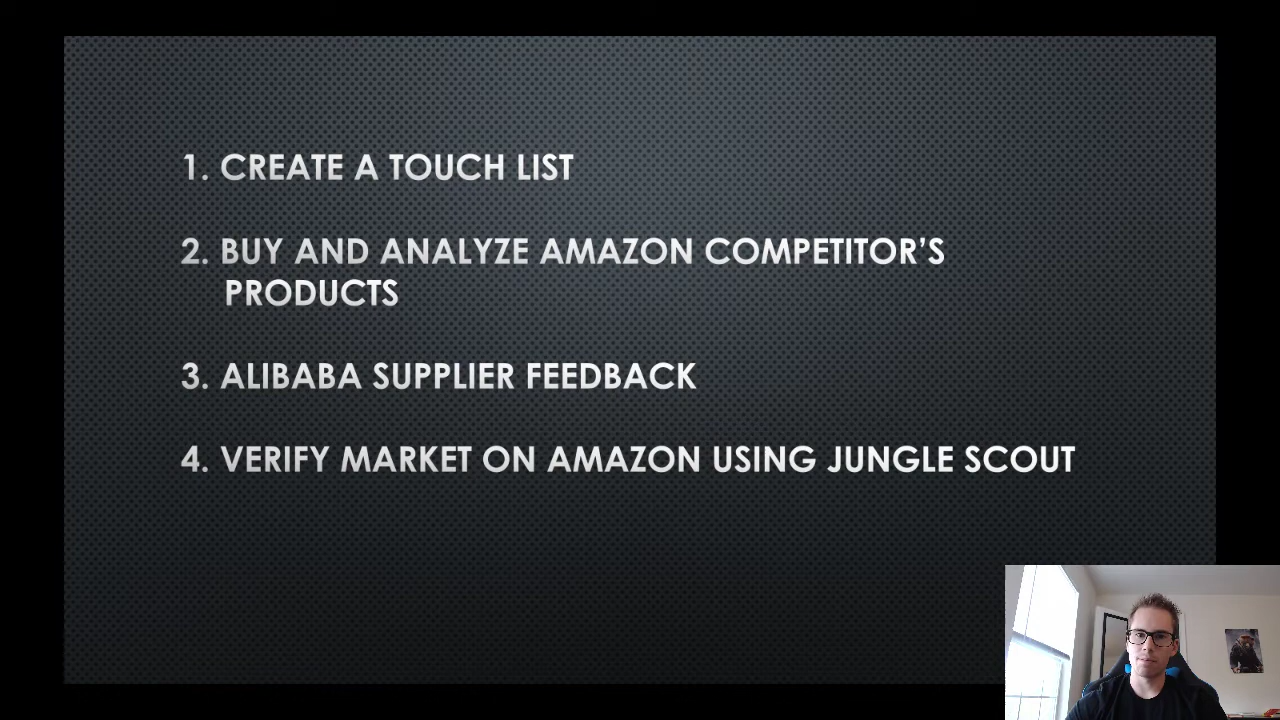 1. CREATE A TOUCH LIST
2. BUY AND ANALYZE AMAZON COMPETITOR’S
PRODUCTS
3. ALIBABA SUPPLIER FEEDBACK
4. VERIFY MARKET ON AMAZON USING JUNGLE SCOUT